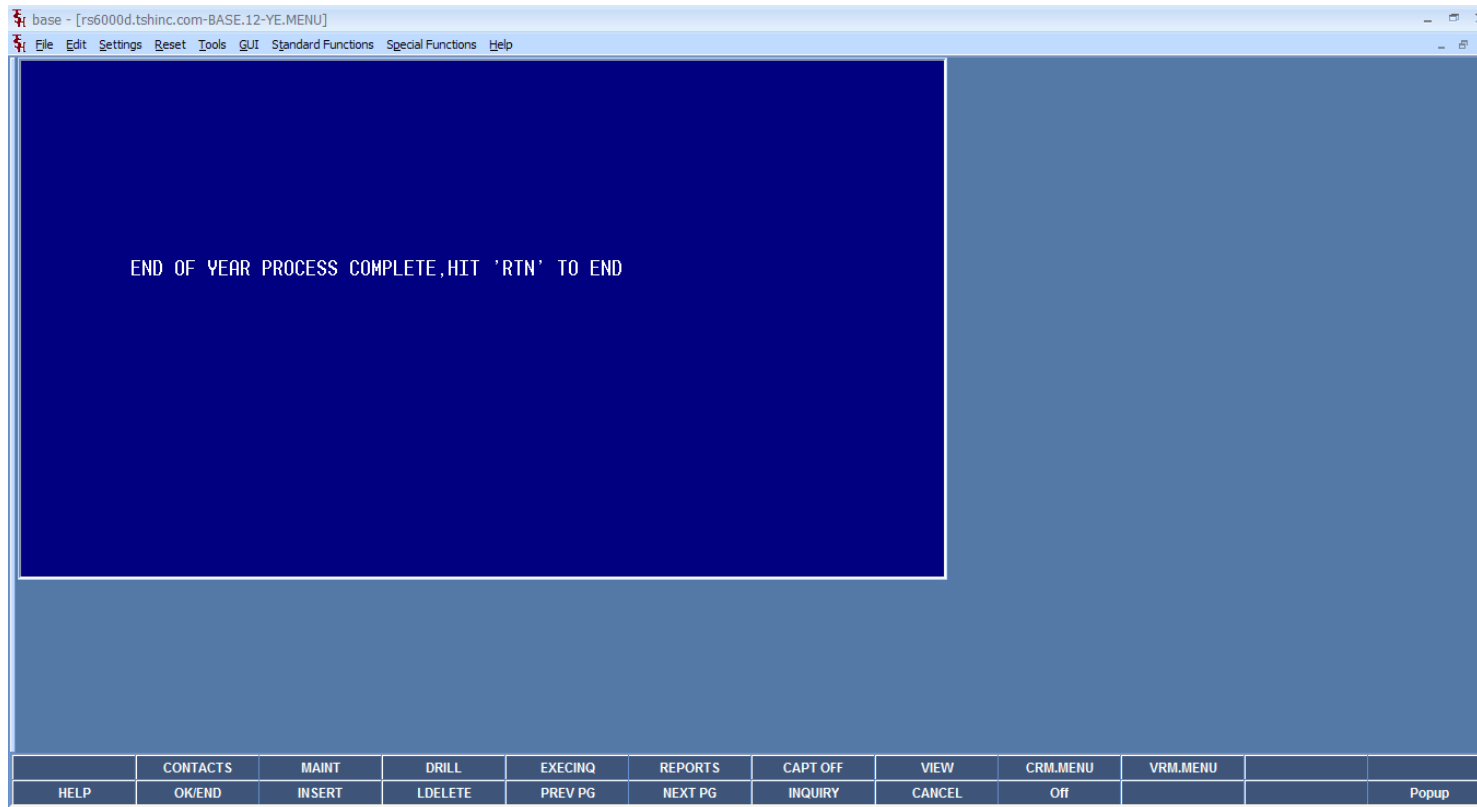 base - [rs6000d.tshinc.com-BASE.12-YE.MENU]
File Edit Settings Reset Tools GUI Standard Functions Special Functions Help
END OF YEAR PROCESS COMPLETE,HIT 'RTN' TO END
CONTACTS MAINT DRILL EXECINQ REPORTS CAPT OFF VIEW CRM.MENU VRM.MENU
HELP OK/END INSERT LDELETE PREV PG NEXT PG INQUIRY CANCEL Off Popup